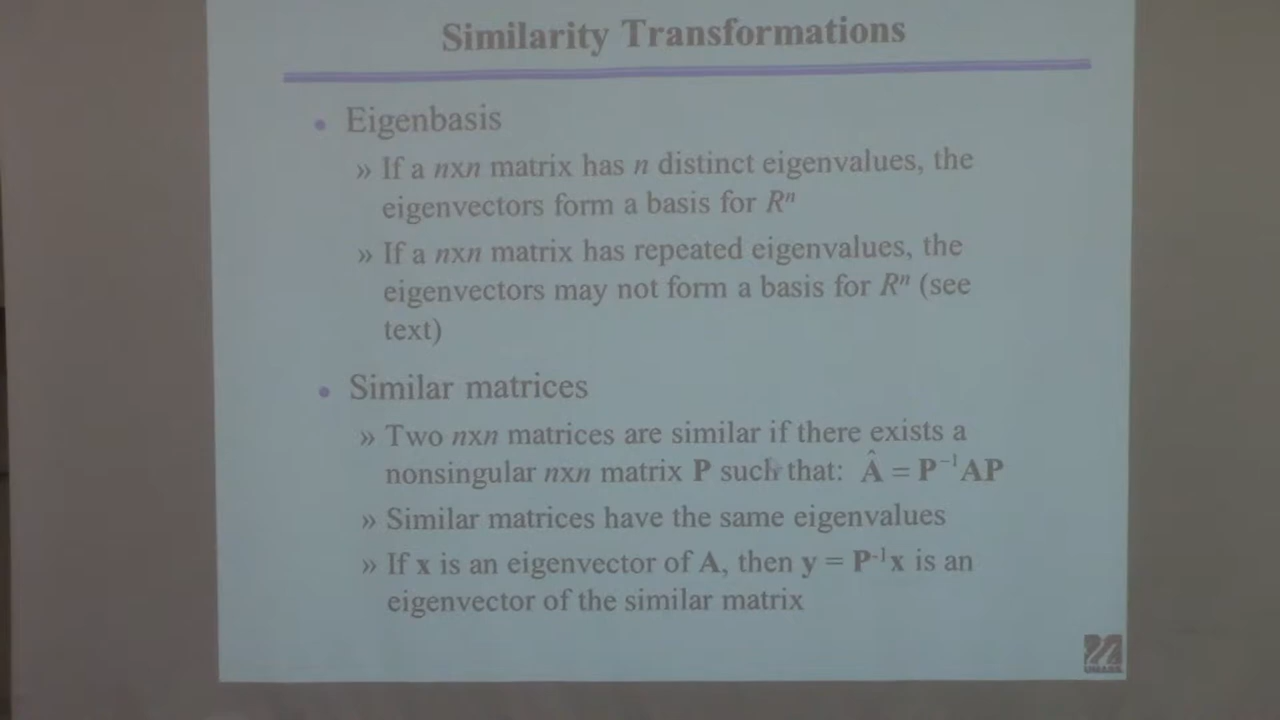 Similarity Transformations
• Eigenbasis
» If a nxn matrix has n distinct eigenvalues, the
eigenvectors form a basis for Rⁿ
» If a nxn matrix has repeated eigenvalues, the
eigenvectors may not form a basis for Rⁿ (see
text)
• Similar matrices
» Two nxn matrices are similar if there exists a
nonsingular nxn matrix P such that: Â = P⁻¹AP
» Similar matrices have the same eigenvalues
» If x is an eigenvector of A, then y = P⁻¹x is an
eigenvector of the similar matrix